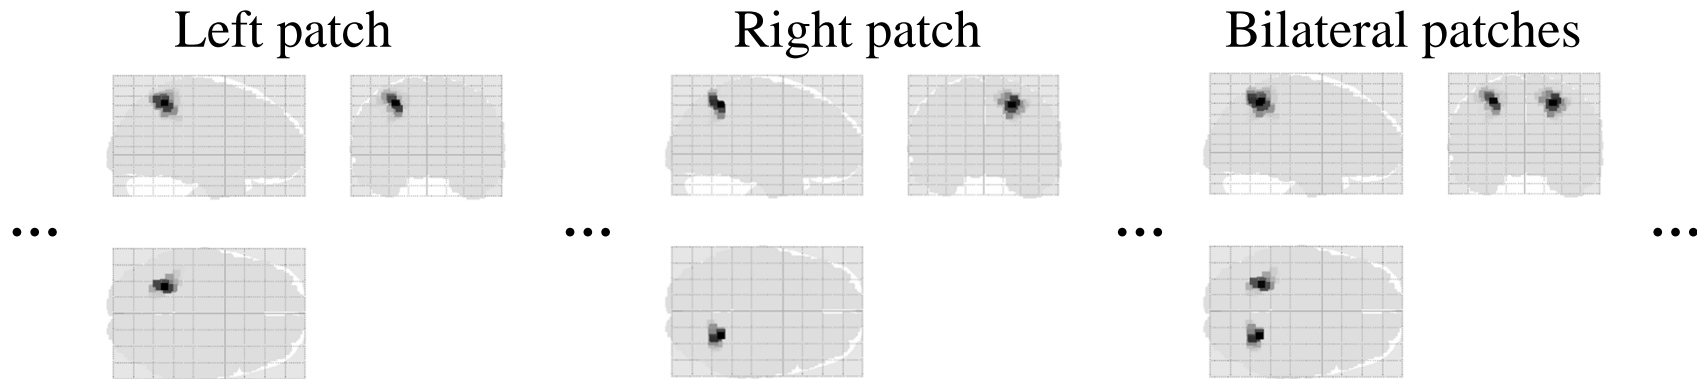 Left patch
Right patch
Bilateral patches
... ... ... ...